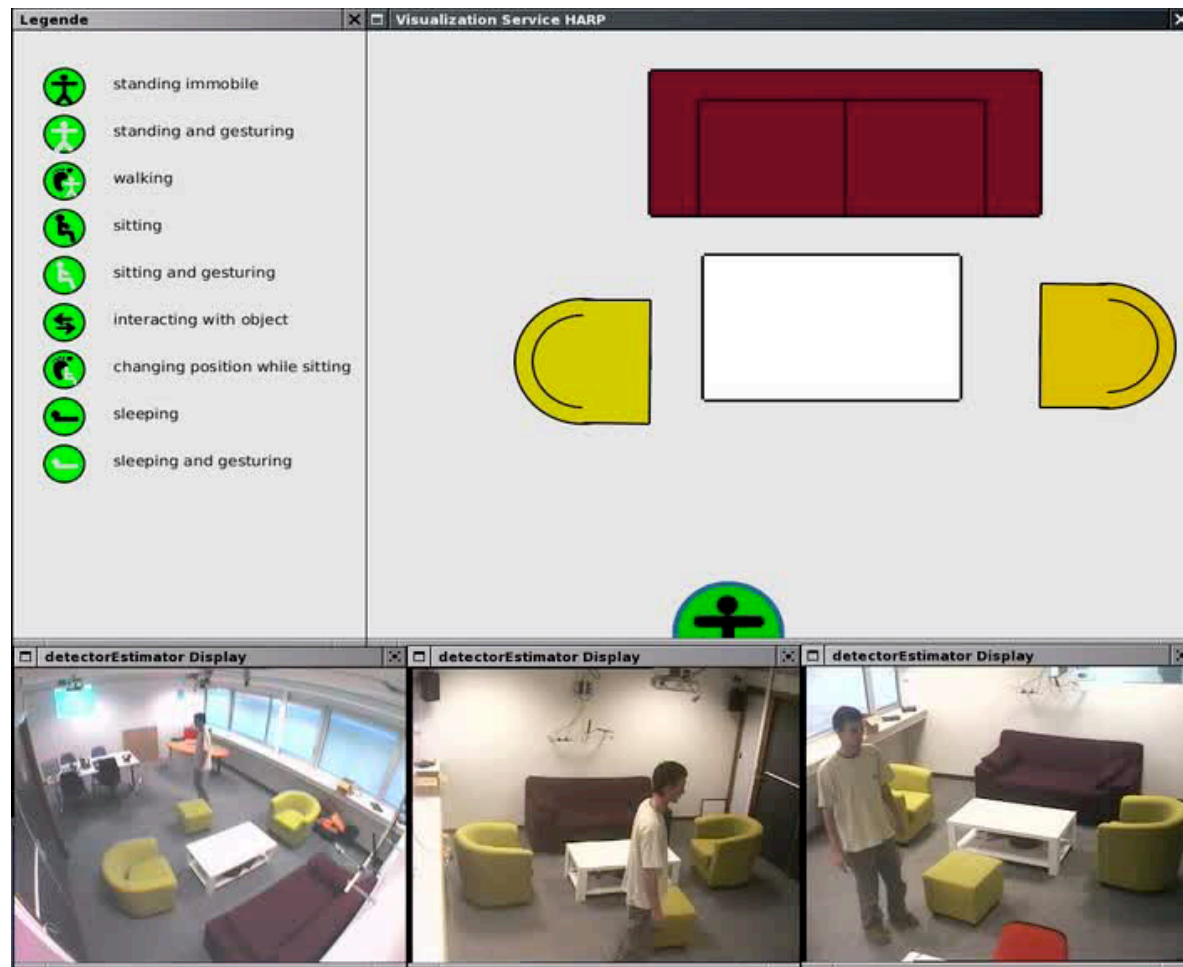 Legende
Visualization Service HARP
standing immobile
standing and gesturing
walking
sitting
sitting and gesturing
interacting with object
changing position while sitting
sleeping
sleeping and gesturing
detectorEstimator Display
detectorEstimator Display
detectorEstimator Display